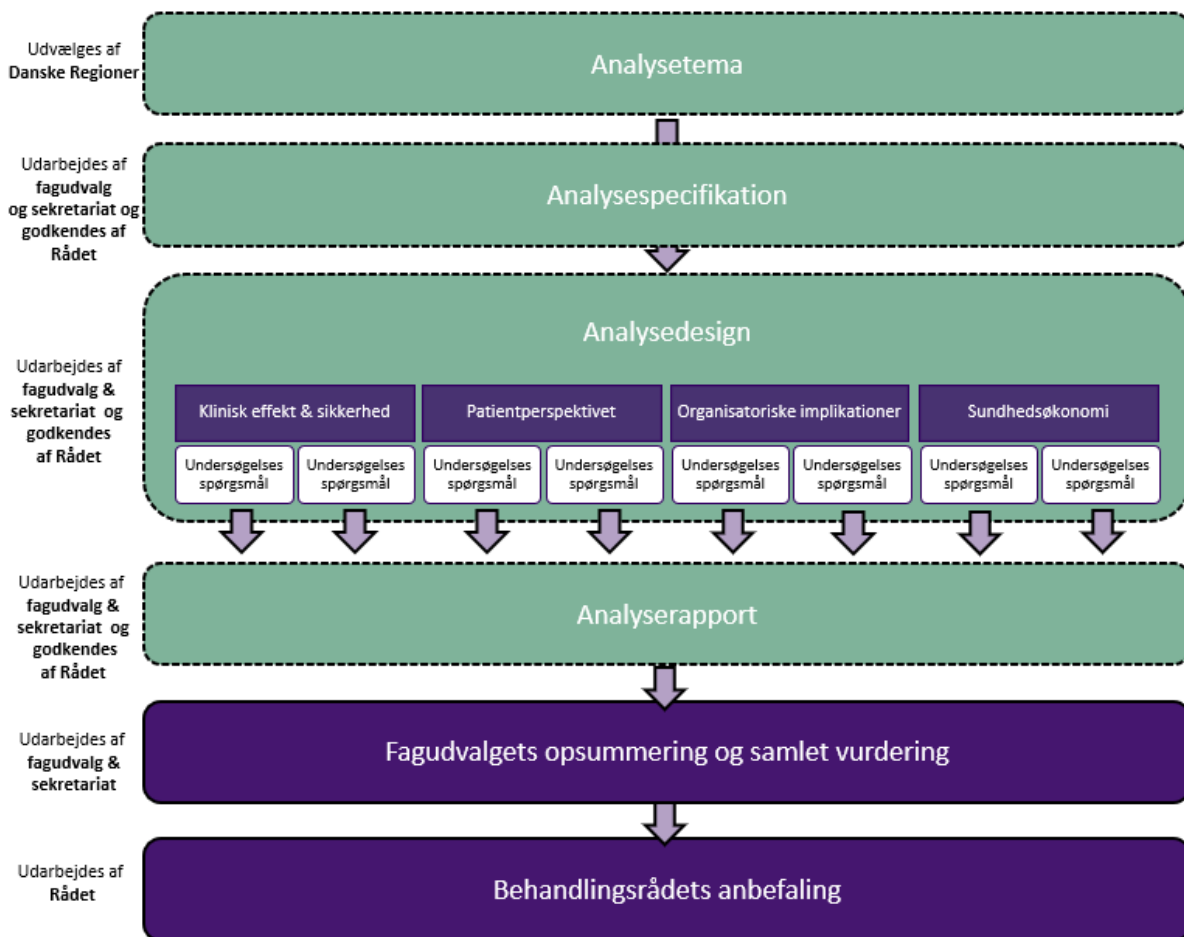 Udvælges af
Danske Regioner
Analysetema
Udarbejdes af
fagudvalg
og sekretariat og
godkendes af
Rådet
Analysespecifikation
Udarbejdes af
fagudvalg &
sekretariat og
godkendes
af Rådet
Analysedesign
Klinisk effekt & sikkerhed
Patientperspektivet
Organisatoriske implikationer
Sundhedsøkonomi
Undersøgelses
spørgsmål
Undersøgelses
spørgsmål
Undersøgelses
spørgsmål
Undersøgelses
spørgsmål
Undersøgelses
spørgsmål
Undersøgelses
spørgsmål
Undersøgelses
spørgsmål
Undersøgelses
spørgsmål
Udarbejdes af
fagudvalg &
sekretariat og
godkendes
af Rådet
Analyserapport
Udarbejdes af
fagudvalg &
sekretariat
Fagudvalgets opsummering og samlet vurdering
Udarbejdes af
Rådet
Behandlingsrådets anbefaling